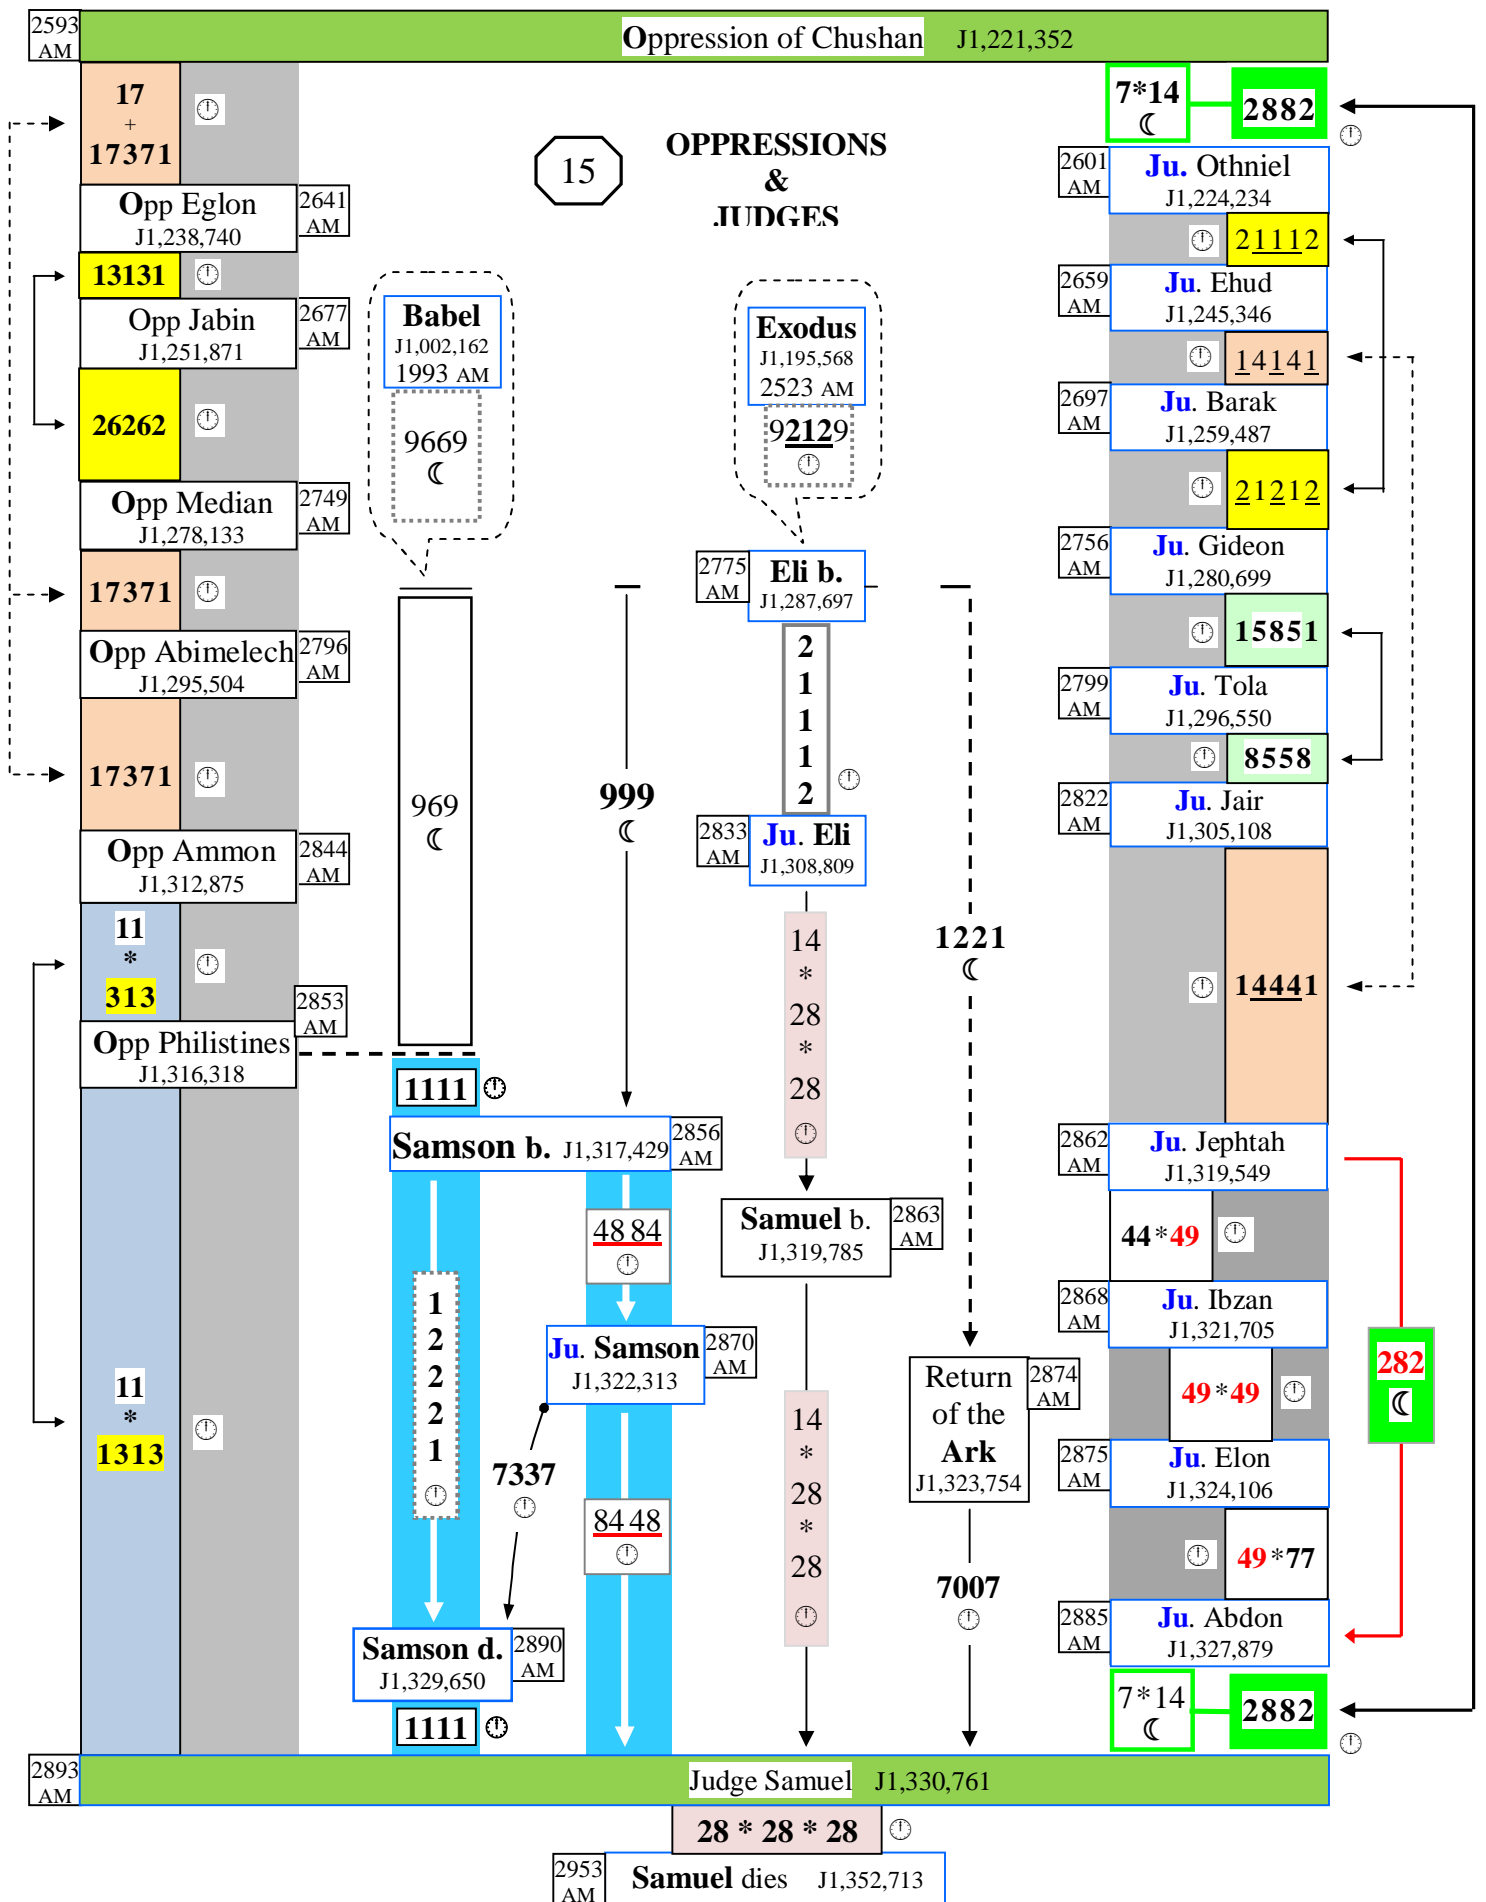 2593
AM
Oppression of Chushan J1,221,352
15
OPPRESSIONS
&
JUDGES
17
+
17371
Opp Eglon
J1,238,740
2641
AM
13131
Opp Jabin
J1,251,871
2677
AM
26262
Opp Median
J1,278,133
2749
AM
17371
Opp Abimelech
J1,295,504
2796
AM
17371
Opp Ammon
J1,312,875
2844
AM
11
*
313
2853
AM
Opp Philistines
J1,316,318
11
*
1313
Babel
J1,002,162
1993 AM
9669
☾
969
☾
1111
Samson b. J1,317,429
2856
AM
1
2
2
2
1
4884
Ju. Samson
J1,322,313
2870
AM
7337
8448
Samson d.
J1,329,650
2890
AM
1111
999
☾
Exodus
J1,195,568
2523 AM
92129
2775
AM
Eli b.
J1,287,697
2
1
1
1
2
2833
AM
Ju. Eli
J1,308,809
14
*
28
*
28
Samuel b.
J1,319,785
2863
AM
14
*
28
*
28
1221
☾
Return
of the
Ark
J1,323,754
2874
AM
7007
7*14
☾
2882
2601
AM
Ju. Othniel
J1,224,234
21112
2659
AM
Ju. Ehud
J1,245,346
14141
2697
AM
Ju. Barak
J1,259,487
21212
2756
AM
Ju. Gideon
J1,280,699
15851
2799
AM
Ju. Tola
J1,296,550
8558
2822
AM
Ju. Jair
J1,305,108
14441
2862
AM
Ju. Jephtah
J1,319,549
44*49
2868
AM
Ju. Ibzan
J1,321,705
49*49
282
☾
2875
AM
Ju. Elon
J1,324,106
49*77
2885
AM
Ju. Abdon
J1,327,879
7*14
☾
2882
2893
AM
Judge Samuel J1,330,761
28 * 28 * 28
2953
AM
Samuel dies J1,352,713